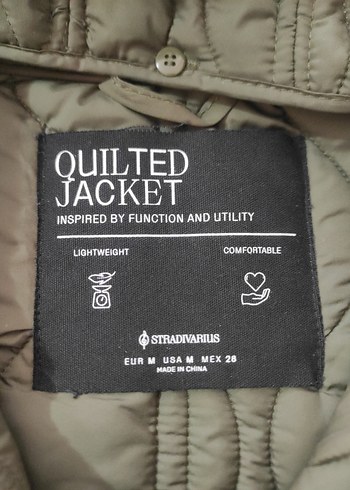 QUILTED
JACKET
INSPIRED BY FUNCTION AND UTILITY
LIGHTWEIGHT COMFORTABLE
STRADIVARIUS
EUR M USA M MEX 28
MADE IN CHINA